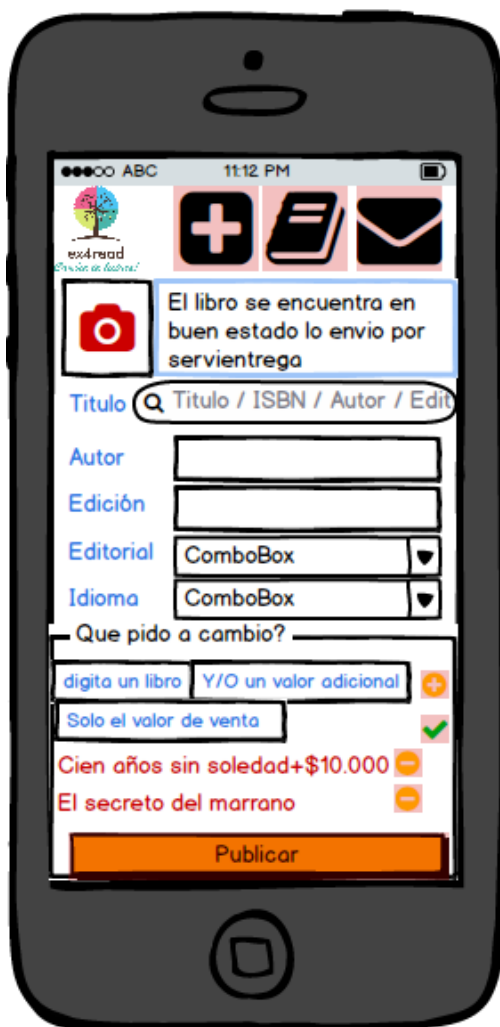 ABC 11:12 PM
ex4read
El libro se encuentra en
buen estado lo envio por
servientrega
Titulo Titulo / ISBN / Autor / Edit
Autor
Edición
Editorial ComboBox
Idioma ComboBox
Que pido a cambio?
digita un libro Y/O un valor adicional
Solo el valor de venta
Cien años sin soledad+$10.000
El secreto del marrano
Publicar